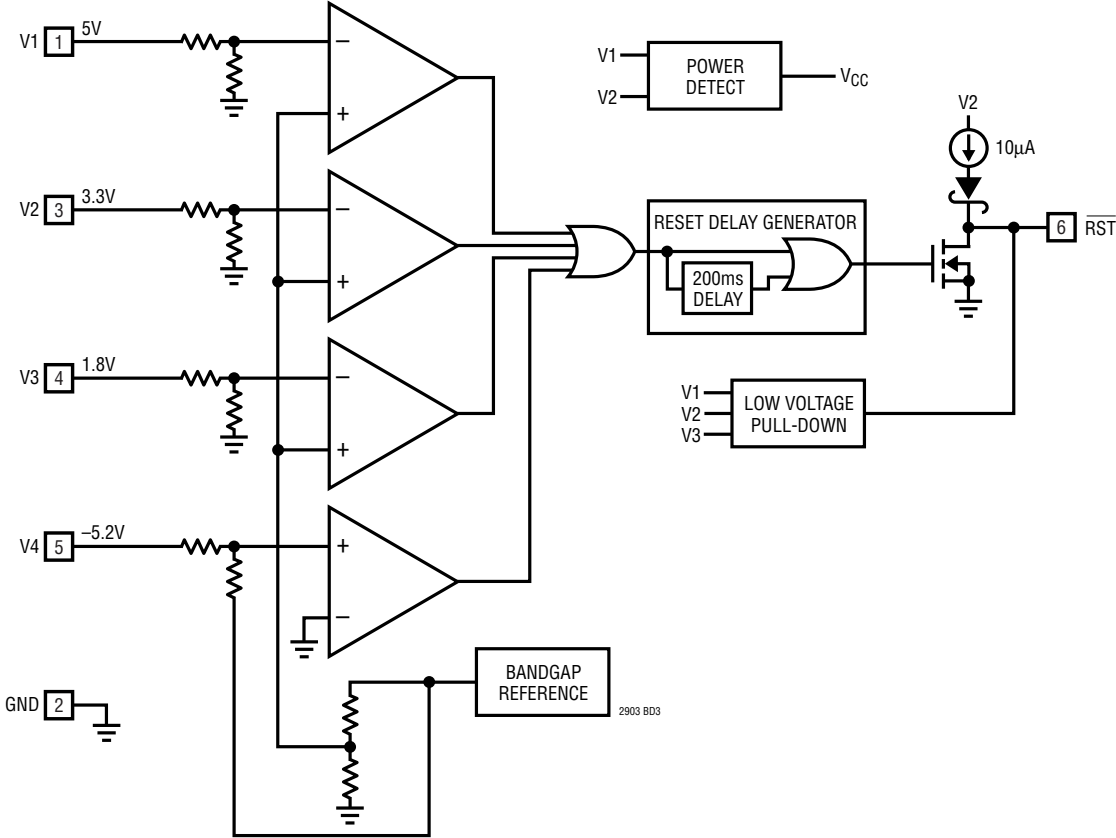 V1 1 5V
−
+
V2 3 3.3V
−
+
V3 4 1.8V
−
+
V4 5 –5.2V
+
−
GND 2
BANDGAP
REFERENCE
2903 BD3
V1
V2
POWER
DETECT
VCC
RESET DELAY GENERATOR
200ms
DELAY
V2
10µA
6 RST
V1
V2
V3
LOW VOLTAGE
PULL-DOWN